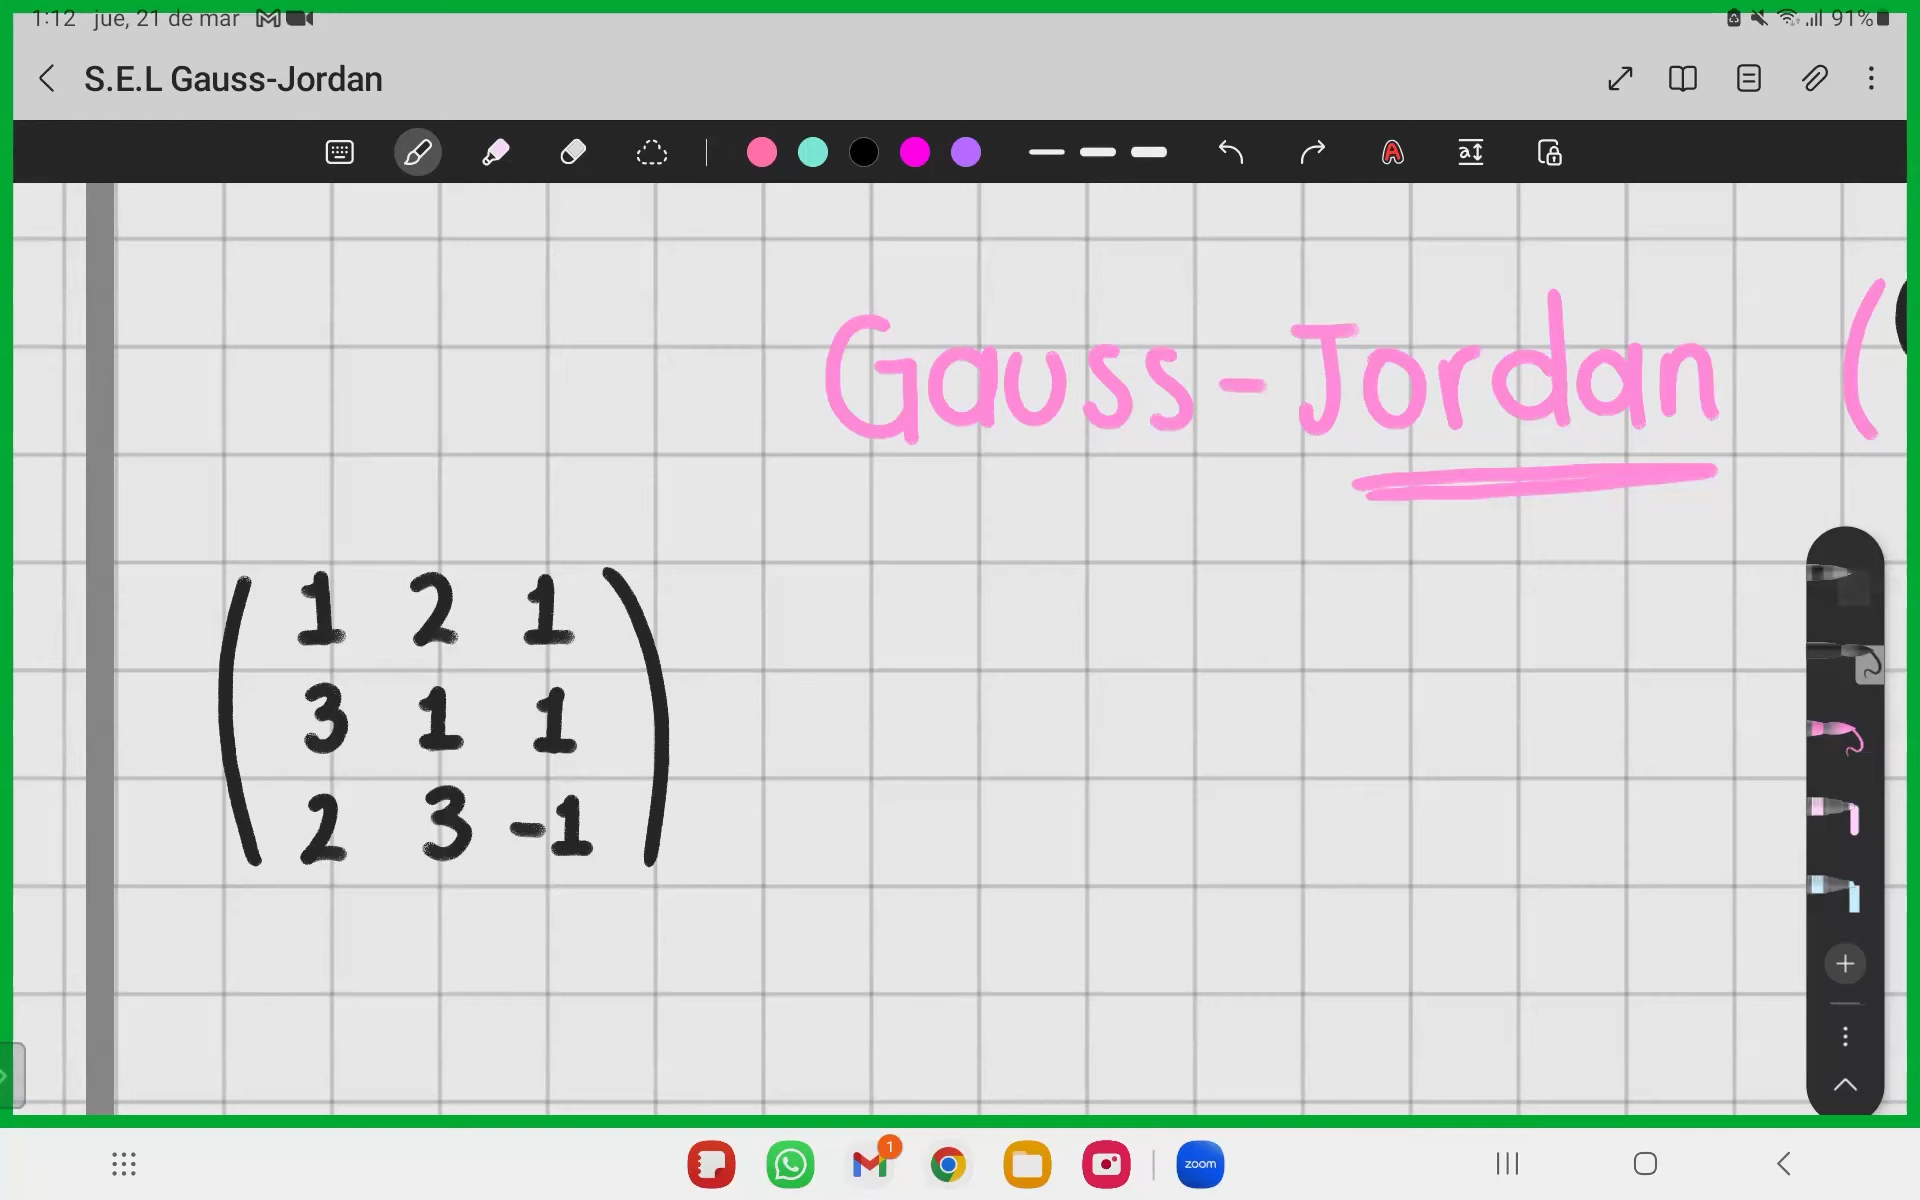 1:12 jue, 21 de mar 91%
S.E.L Gauss-Jordan
A a
Gauss-Jordan (
1 2 1
3 1 1
2 3 -1
1
zoom